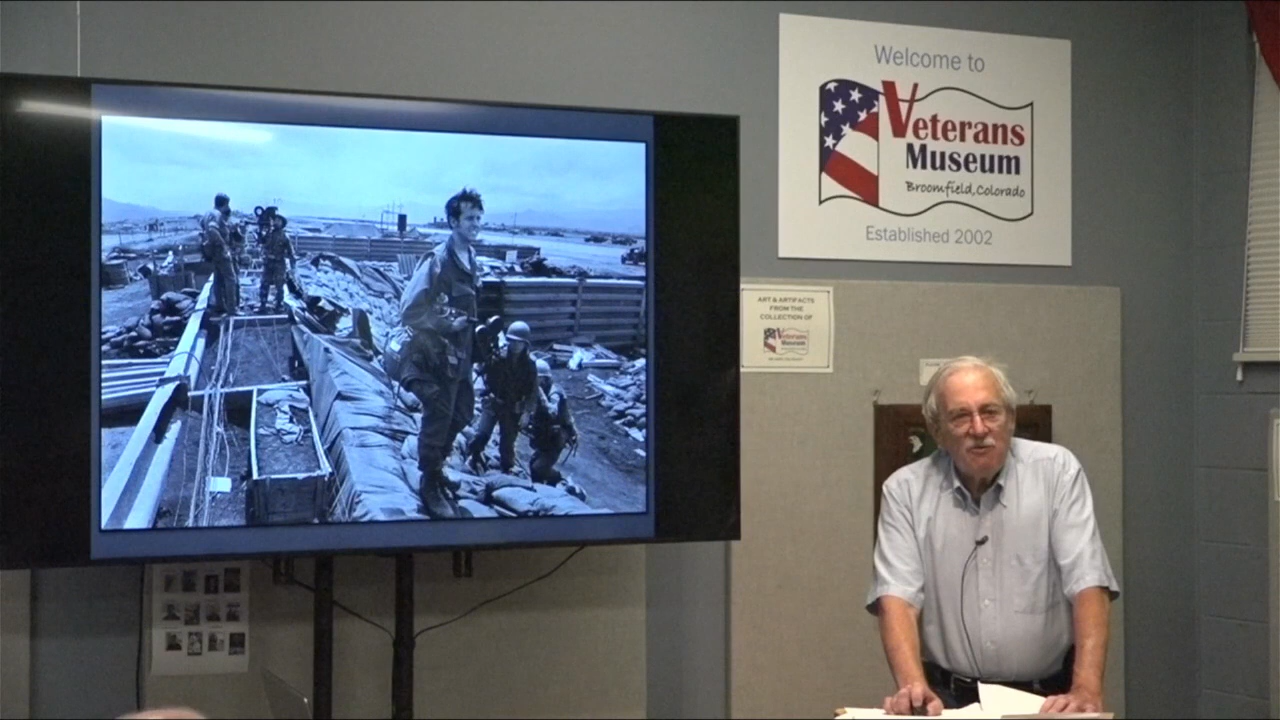 Welcome to
Veterans
Museum
Broomfield, Colorado
Established 2002
ART & ARTIFACTS
FROM THE
COLLECTION OF
Veterans
Museum